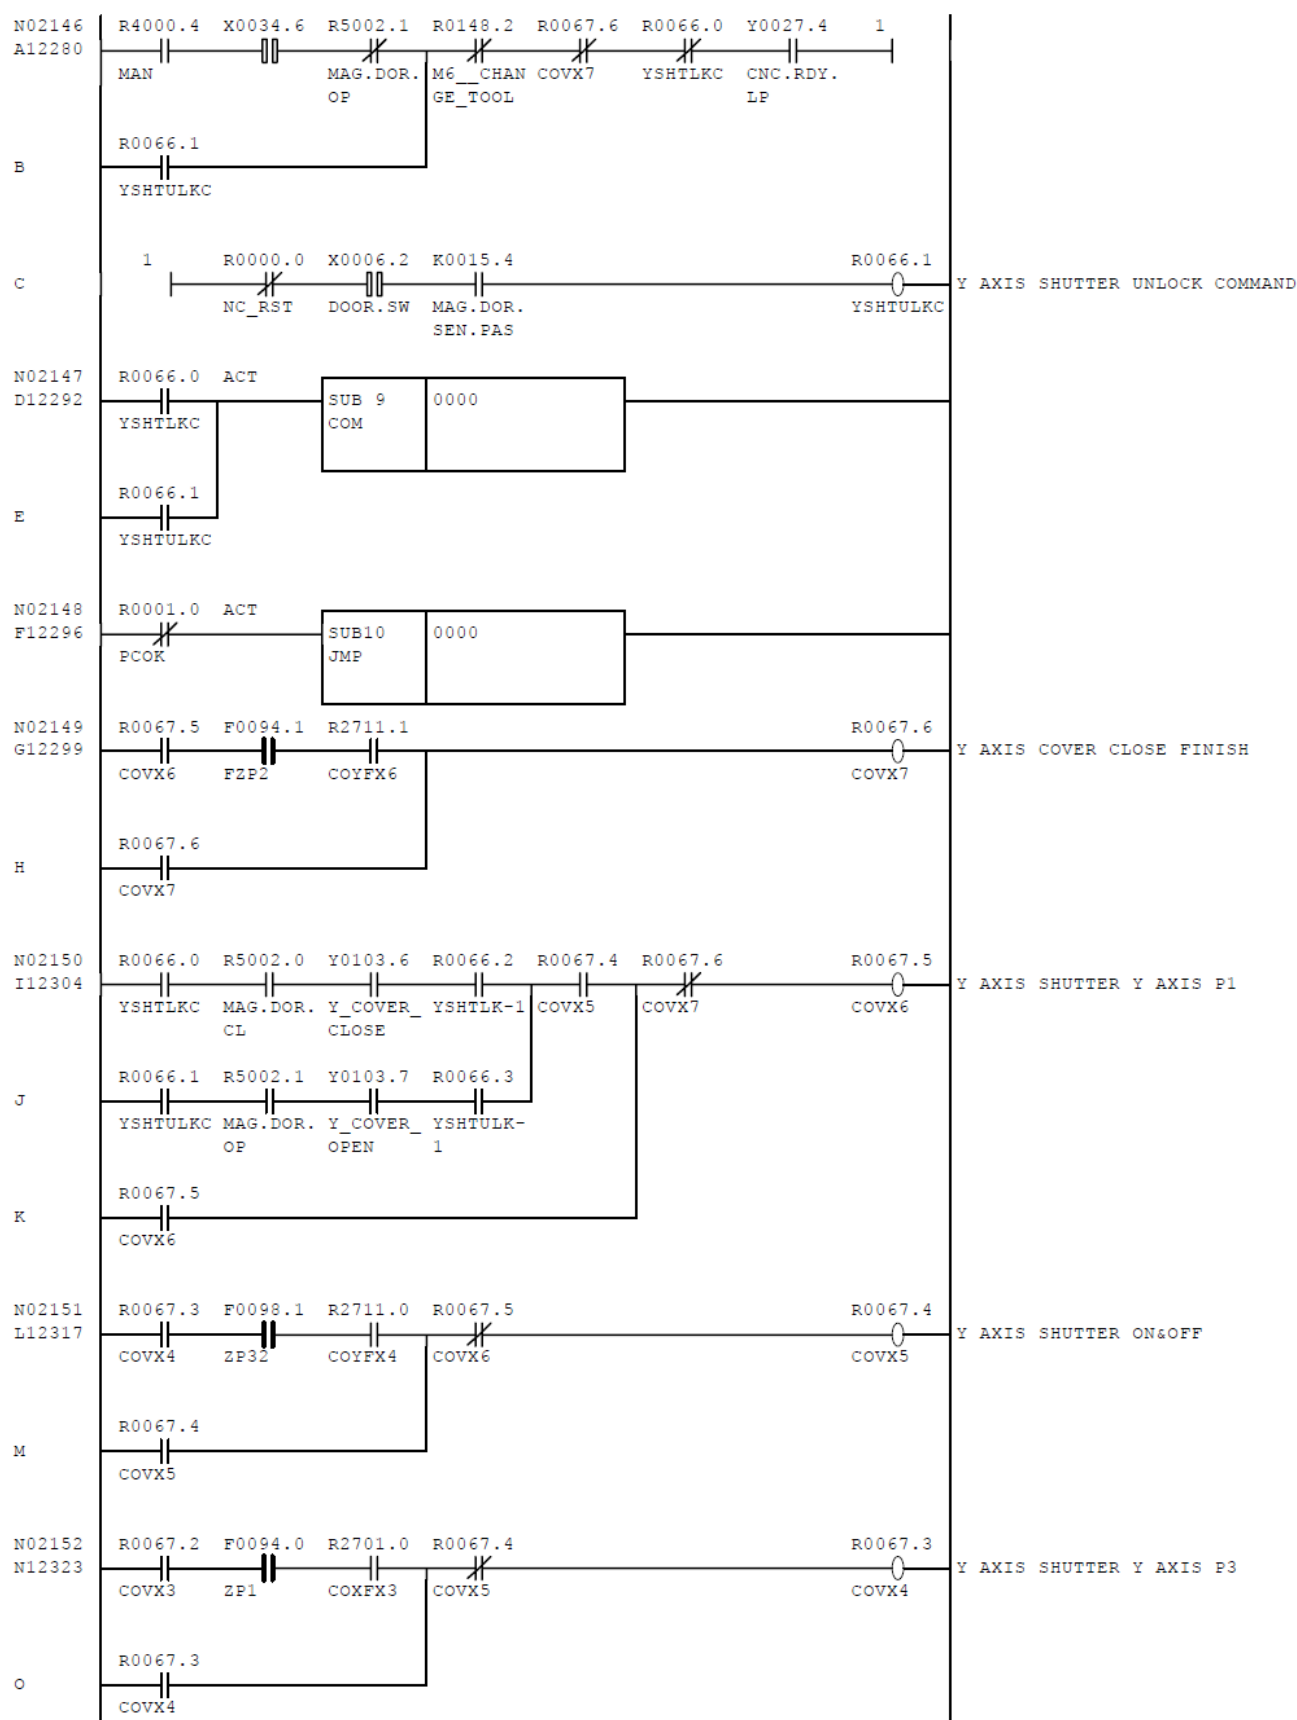 N02146 R4000.4 X0034.6 R5002.1 R0148.2 R0067.6 R0066.0 Y0027.4 1
A12280
MAN MAG.DOR. M6__CHAN COVX7 YSHTLKC CNC.RDY.
OP GE_TOOL LP
R0066.1
B
YSHTULKC
1 R0000.0 X0006.2 K0015.4 R0066.1
C Y AXIS SHUTTER UNLOCK COMMAND
NC_RST DOOR.SW MAG.DOR. YSHTULKC
SEN.PAS
N02147 R0066.0 ACT
D12292 SUB 9 0000
YSHTLKC COM
R0066.1
E
YSHTULKC
N02148 R0001.0 ACT
F12296 SUB10 0000
PCOK JMP
N02149 R0067.5 F0094.1 R2711.1 R0067.6
G12299 Y AXIS COVER CLOSE FINISH
COVX6 FZP2 COYFX6 COVX7
R0067.6
H
COVX7
N02150 R0066.0 R5002.0 Y0103.6 R0066.2 R0067.4 R0067.6 R0067.5
I12304 Y AXIS SHUTTER Y AXIS P1
YSHTLKC MAG.DOR. Y_COVER_ YSHTLK-1 COVX5 COVX7 COVX6
CL CLOSE
R0066.1 R5002.1 Y0103.7 R0066.3
J
YSHTULKC MAG.DOR. Y_COVER_ YSHTULK-
OP OPEN 1
R0067.5
K
COVX6
N02151 R0067.3 F0098.1 R2711.0 R0067.5 R0067.4
L12317 Y AXIS SHUTTER ON&OFF
COVX4 ZP32 COYFX4 COVX6 COVX5
R0067.4
M
COVX5
N02152 R0067.2 F0094.0 R2701.0 R0067.4 R0067.3
N12323 Y AXIS SHUTTER Y AXIS P3
COVX3 ZP1 COXFX3 COVX5 COVX4
R0067.3
O
COVX4